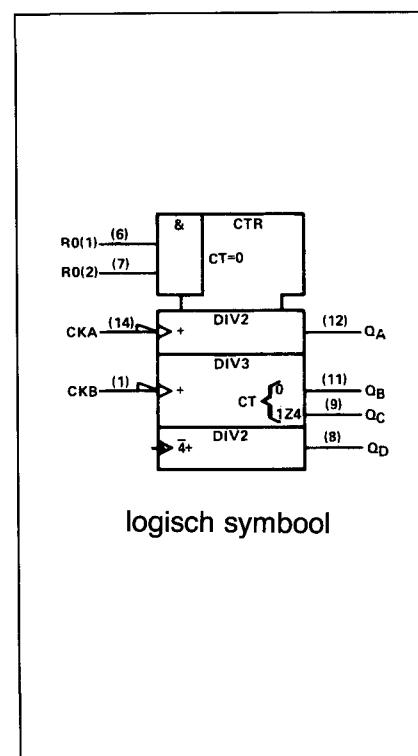 & CTR
R0(1) (6)
CT=0
R0(2) (7)
DIV2
CKA (14) + (12) QA
DIV3
CKB (1) + CT { 0 (11) QB
1Z4 (9) QC
DIV2
4̅+ (8) QD
logisch symbool